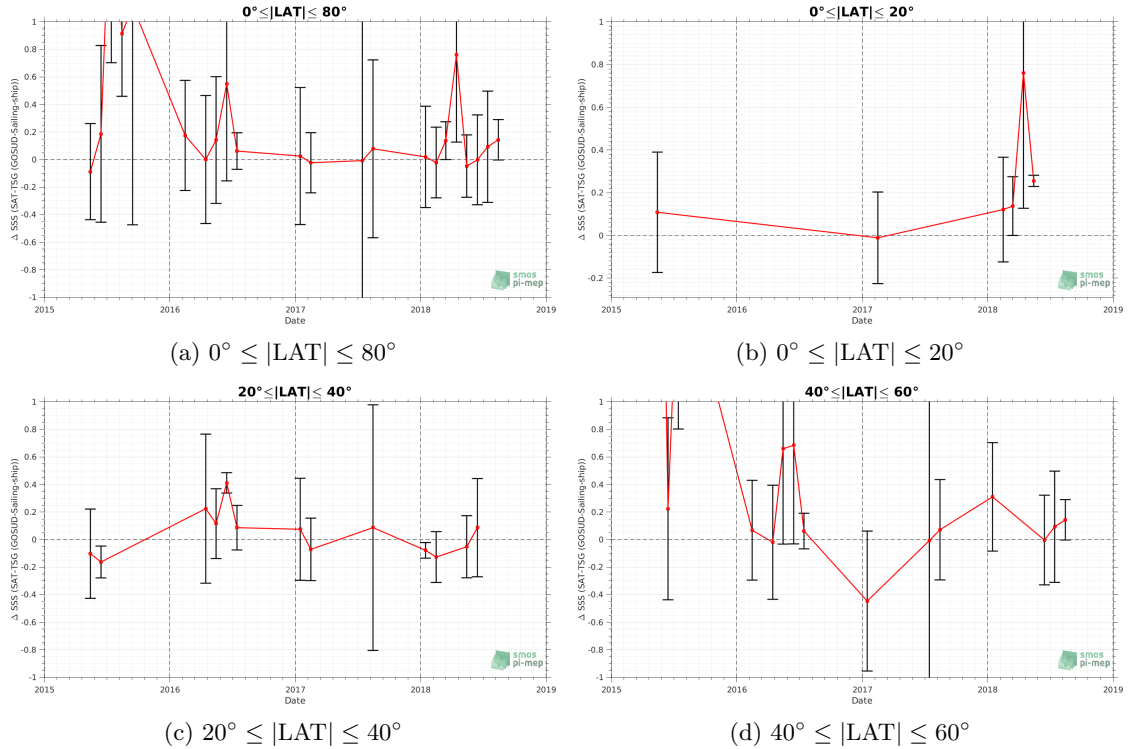 0°≤|LAT|≤ 80°
Δ SSS (SAT-TSG (GOSUD-Sailing-ship))
1
0.8
0.6
0.4
0.2
0
-0.2
-0.4
-0.6
-0.8
-1
2015 2016 2017 2018 2019
Date
smos
pi-mep
(a) 0° ≤ |LAT| ≤ 80°
0°≤|LAT|≤ 20°
Δ SSS (SAT-TSG (GOSUD-Sailing-ship))
1
0.8
0.6
0.4
0.2
0
-0.2
2015 2016 2017 2018 2019
Date
smos
pi-mep
(b) 0° ≤ |LAT| ≤ 20°
20°≤|LAT|≤ 40°
Δ SSS (SAT-TSG (GOSUD-Sailing-ship))
1
0.8
0.6
0.4
0.2
0
-0.2
-0.4
-0.6
-0.8
-1
2015 2016 2017 2018 2019
Date
smos
pi-mep
(c) 20° ≤ |LAT| ≤ 40°
40°≤|LAT|≤ 60°
Δ SSS (SAT-TSG (GOSUD-Sailing-ship))
1
0.8
0.6
0.4
0.2
0
-0.2
-0.4
-0.6
-0.8
-1
2015 2016 2017 2018 2019
Date
smos
pi-mep
(d) 40° ≤ |LAT| ≤ 60°